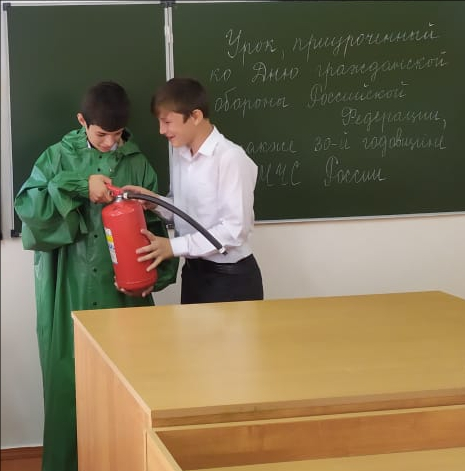 Урок, приуроченный
ко Дню гражданской
обороны Российской
Федерации,
также 30-й годовщине
МЧС России